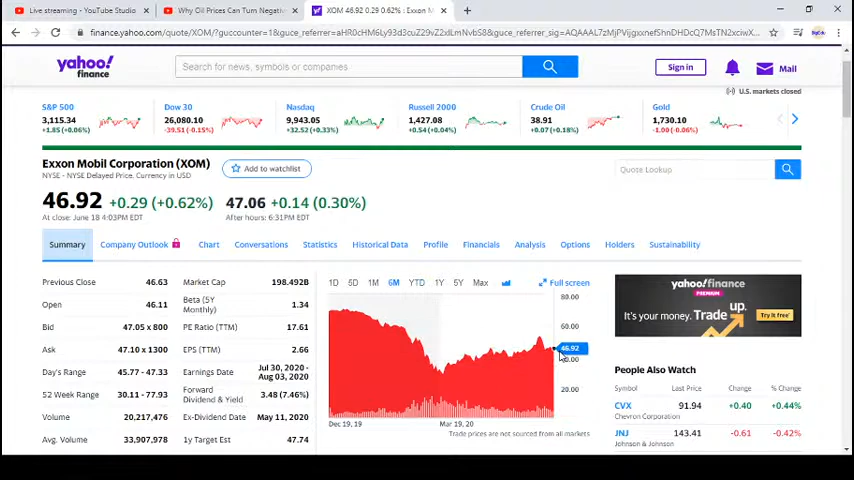 Live streaming - YouTube Studio
Why Oil Prices Can Turn Negativ
XOM 46.92 0.29 0.62% : Exxon M
finance.yahoo.com/quote/XOM/?guccounter=1&guce_referrer=
yahoo!
finance
Search for news, symbols or companies
Sign in
Mail
U.S. markets closed
S&P 500 Dow 30 Nasdaq Russell 2000 Crude Oil Gold
3,115.34 26,080.10 9,943.05 1,427.08 38.91 1,730.10
+1.85 (+0.06%) -39.51 (-0.15%) +32.52 (+0.33%) +0.54 (+0.04%) +0.07 (+0.18%) -1.00 (-0.06%)
Exxon Mobil Corporation (XOM)
Add to watchlist
NYSE - NYSE Delayed Price. Currency in USD
Quote Lookup
46.92 +0.29 (+0.62%) 47.06 +0.14 (0.30%)
At close: June 18 4:03PM EDT After hours: 6:31PM EDT
Summary Company Outlook Chart Conversations Statistics Historical Data Profile Financials Analysis Options Holders Sustainability
Previous Close 46.63
Open 46.11
Bid 47.05 x 800
Ask 47.10 x 1300
Day's Range 45.77 - 47.33
52 Week Range 30.11 - 77.93
Volume 20,217,476
Avg. Volume 33,907,978
Market Cap 198.492B
Beta (5Y
Monthly) 1.34
PE Ratio (TTM) 17.61
EPS (TTM) 2.66
Earnings Date Jul 30, 2020 -
Aug 03, 2020
Forward
Dividend & Yield 3.48 (7.46%)
Ex-Dividend Date May 11, 2020
1y Target Est 47.74
1D 5D 1M 6M YTD 1Y 5Y Max Full screen
80.00
60.00
46.92
40.00
20.00
Dec 19, 19 Mar 19, 20
Trade prices are not sourced from all markets
yahoo!finance
PREMIUM
It's your money. Trade up.
Try it free*
People Also Watch
Symbol Last Price Change % Change
CVX 91.94 +0.40 +0.44%
Chevron Corporation
JNJ 143.41 -0.61 -0.42%
Johnson & Johnson